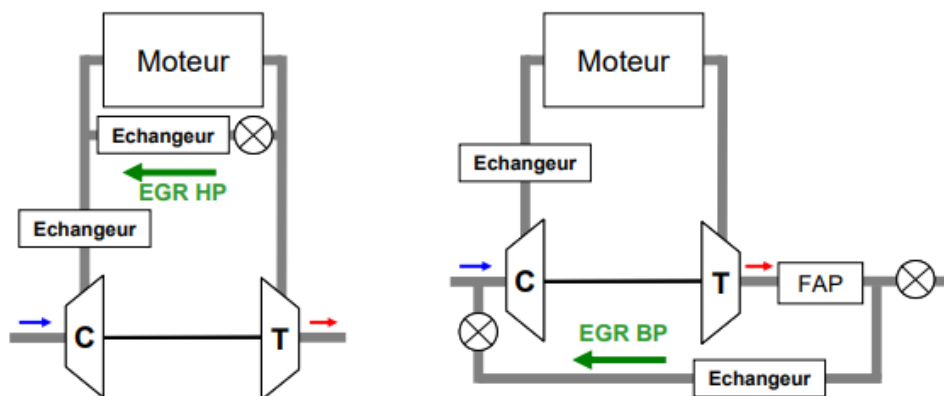 Moteur
Echangeur
EGR HP
Echangeur
C
T
Moteur
Echangeur
C
T
FAP
EGR BP
Echangeur